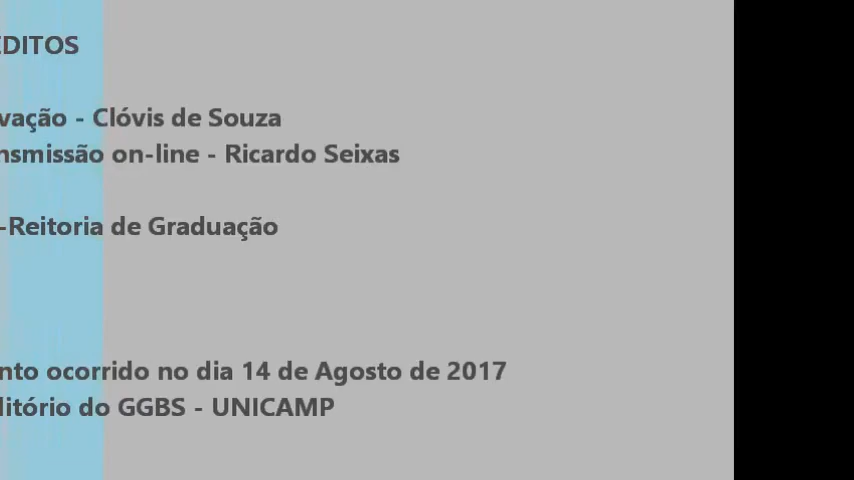 EDITOS
vação - Clóvis de Souza
nsmissão on-line - Ricardo Seixas
-Reitoria de Graduação
nto ocorrido no dia 14 de Agosto de 2017
litório do GGBS - UNICAMP